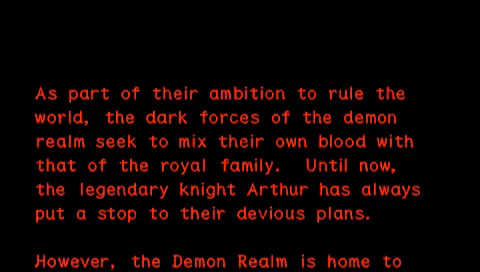 As part of their ambition to rule the
world, the dark forces of the demon
realm seek to mix their own blood with
that of the royal family. Until now,
the legendary knight Arthur has always
put a stop to their devious plans.
However, the Demon Realm is home to